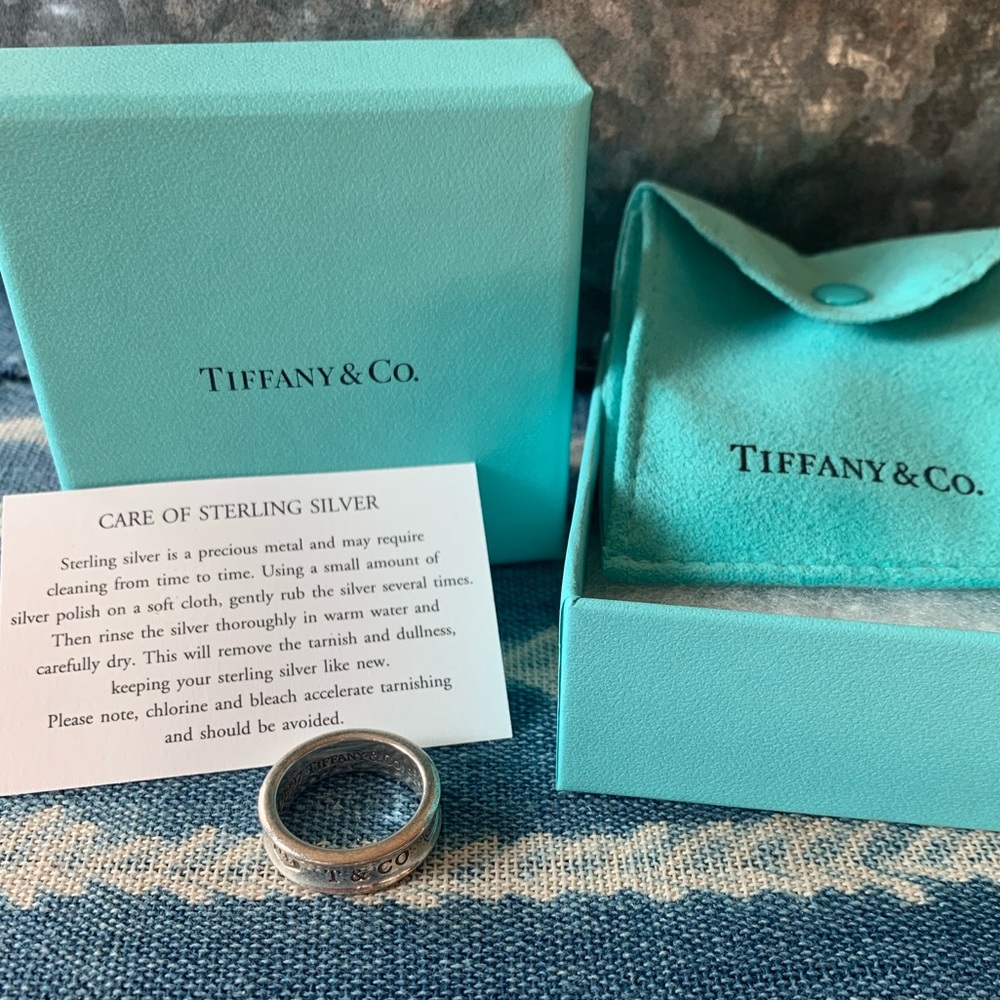 TIFFANY & CO.
TIFFANY & CO.
CARE OF STERLING SILVER
Sterling silver is a precious metal and may require
cleaning from time to time. Using a small amount of
silver polish on a soft cloth, gently rub the silver several times.
Then rinse the silver thoroughly in warm water and
carefully dry. This will remove the tarnish and dullness,
keeping your sterling silver like new.
Please note, chlorine and bleach accelerate tarnishing
and should be avoided.
TIFFANY & CO.
T & CO